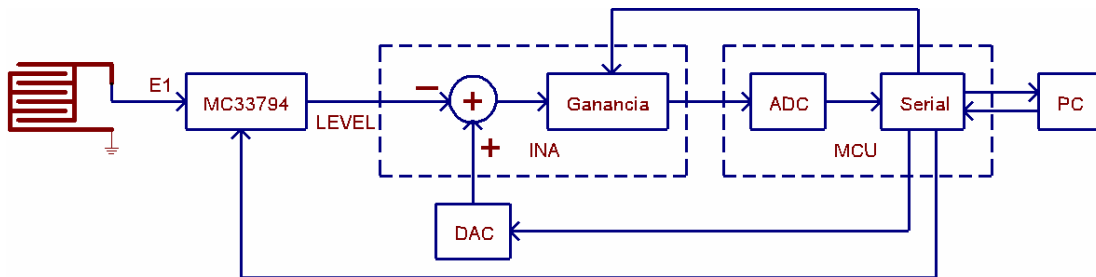 E1
MC33794
LEVEL
−
+
+
INA
Ganancia
ADC
Serial
MCU
PC
DAC